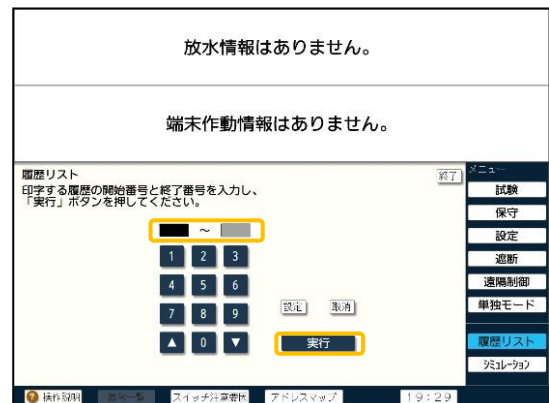 放水情報はありません。
端末作動情報はありません。
履歴リスト
終了
メニュー
印字する履歴の開始番号と終了番号を入力し、
「実行」ボタンを押してください。
～
1 2 3
4 5 6
7 8 9
▲ 0 ▼
設定 取消
実行
試験
保守
設定
遮断
遠隔制御
単独モード
履歴リスト
シミュレーション
操作説明
スイッチ注意要因
アドレスマップ
19:29